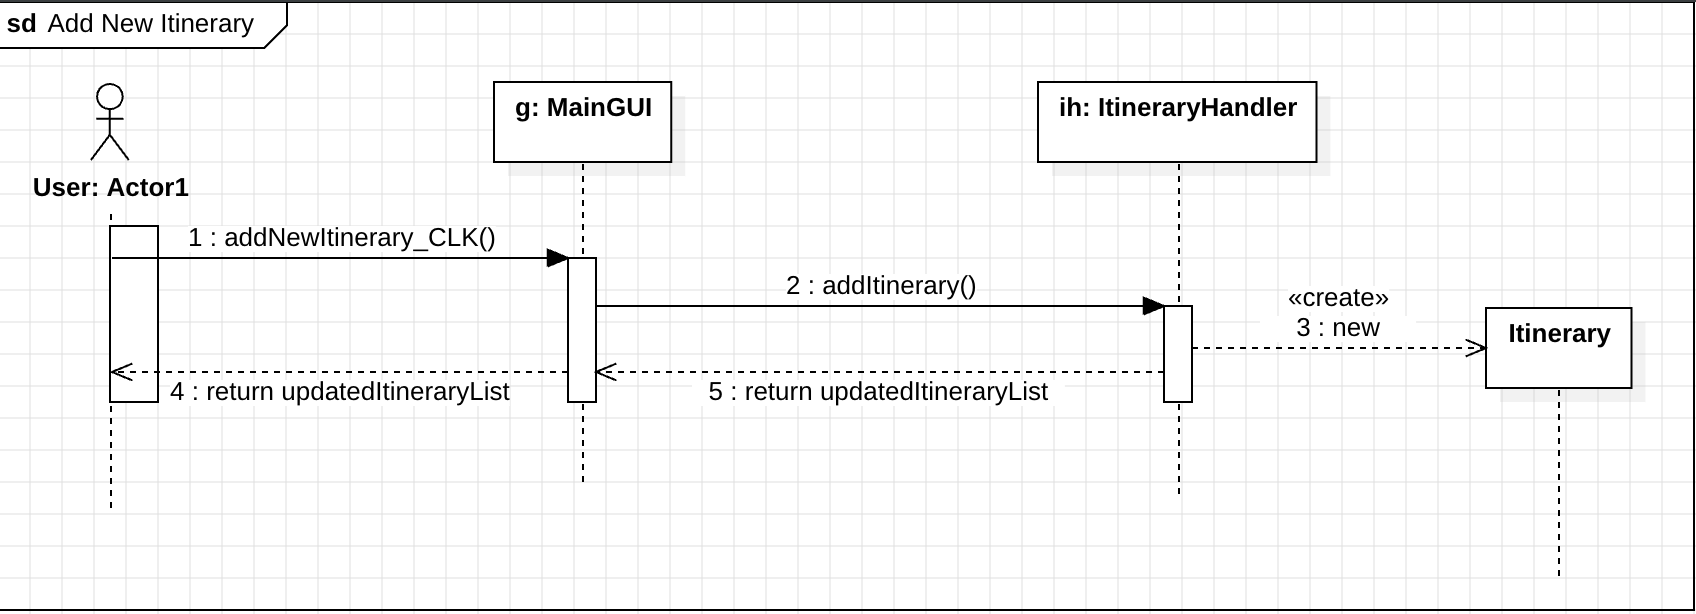 sd Add New Itinerary
g: MainGUI
ih: ItineraryHandler
User: Actor1
1 : addNewItinerary_CLK()
2 : addItinerary()
«create»
3 : new
Itinerary
4 : return updatedItineraryList
5 : return updatedItineraryList